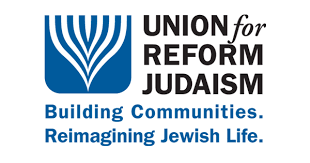 UNION for
REFORM
JUDAISM
Building Communities.
Reimagining Jewish Life.